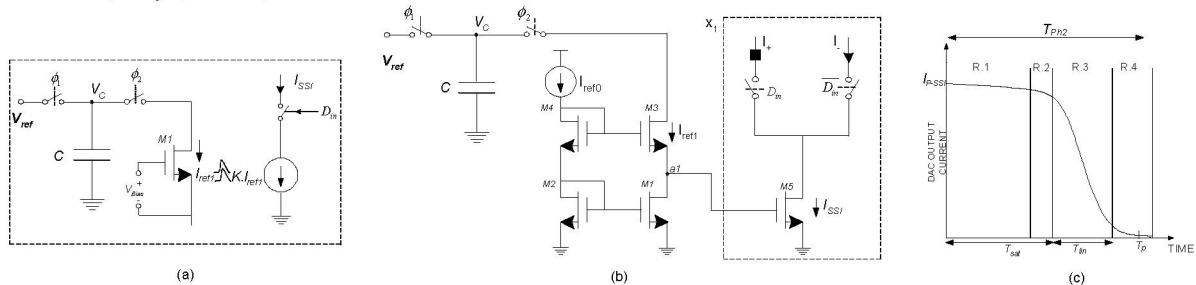 ϕ1
VC
ϕ2
Vref
C
M1
+
VBias
-
Iref1
K.Iref1
ISSI
Din
(a)
ϕ1
VC
ϕ2
Vref
C
Iref0
M4
M3
Iref1
M2
M1
a1
X1
I+
I-
Din
Din
M5
ISSI
(b)
TPh2
R.1
R.2
R.3
R.4
IP-SSI
DAC OUTPUT
CURRENT
Tsat
Tlin
Tp
TIME
(c)